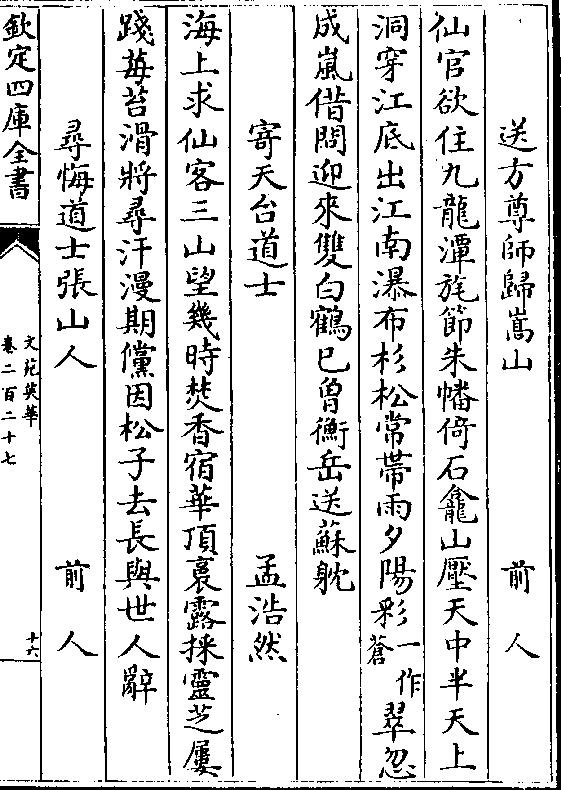 送方尊師歸嵩山 前人
仙官欲住九龍潭旄節朱幡倚石龕山壓天中半天上
洞穿江底出江南瀑布杉松常帶雨夕陽彩一作蒼翠忽
成嵐借問迎來雙白鶴已曾衡岳送蘇躭
寄天台道士 孟浩然
海上求仙客三山望幾時焚香宿華頂裛露採靈芝屢
踐莓苔滑將尋汗漫期儻因松子去長與世人辭
尋悔道士張山人 前人
欽定四庫全書
文苑英華
卷二百二十七
十六